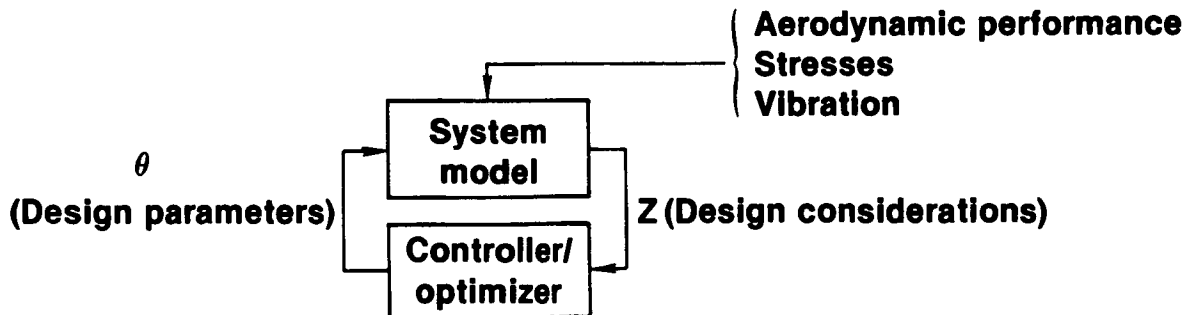 Aerodynamic performance
Stresses
Vibration
System
model
θ
(Design parameters)
Z (Design considerations)
Controller/
optimizer